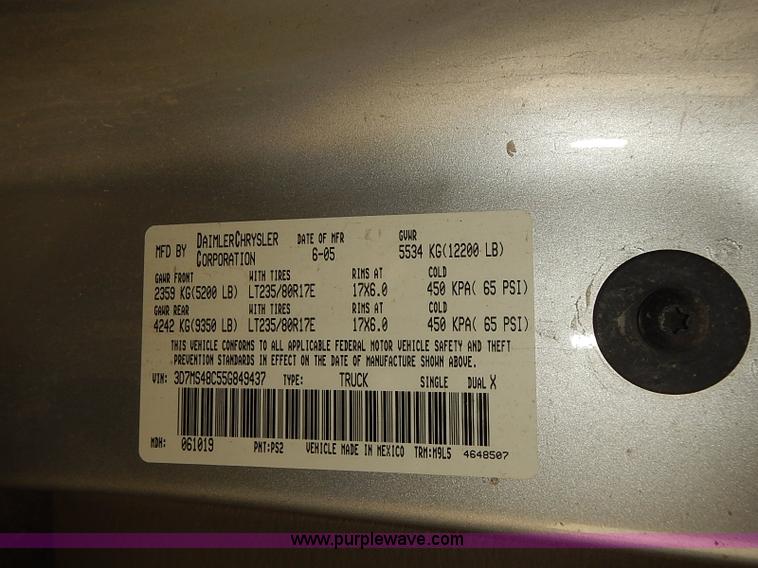 MFD BY DAIMLERCHRYSLER CORPORATION DATE OF MFR 6-05 GVWR 5534 KG(12200 LB)
GAWR FRONT WITH TIRES RIMS AT COLD
2359 KG(5200 LB) LT235/80R17E 17X6.0 450 KPA( 65 PSI)
GAWR REAR WITH TIRES RIMS AT COLD
4242 KG(9350 LB) LT235/80R17E 17X6.0 450 KPA( 65 PSI)
THIS VEHICLE CONFORMS TO ALL APPLICABLE FEDERAL MOTOR VEHICLE SAFETY AND THEFT
PREVENTION STANDARDS IN EFFECT ON THE DATE OF MANUFACTURE SHOWN ABOVE.
VIN: 3D7MS48C55G849437 TYPE: TRUCK SINGLE DUAL X
MDH: 061019 PNT:PS2 VEHICLE MADE IN MEXICO TRM:M9L5 4648507
www.purplewave.com